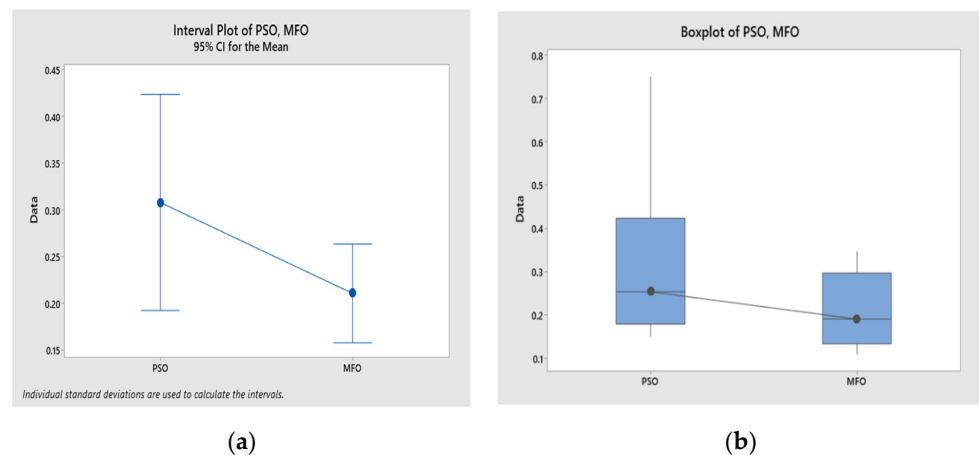 Interval Plot of PSO, MFO
95% CI for the Mean
0.45
0.40
0.35
0.30
0.25
0.20
0.15
Data
PSO
MFO
Individual standard deviations are used to calculate the intervals.
(a)
Boxplot of PSO, MFO
0.8
0.7
0.6
0.5
0.4
0.3
0.2
0.1
Data
PSO
MFO
(b)